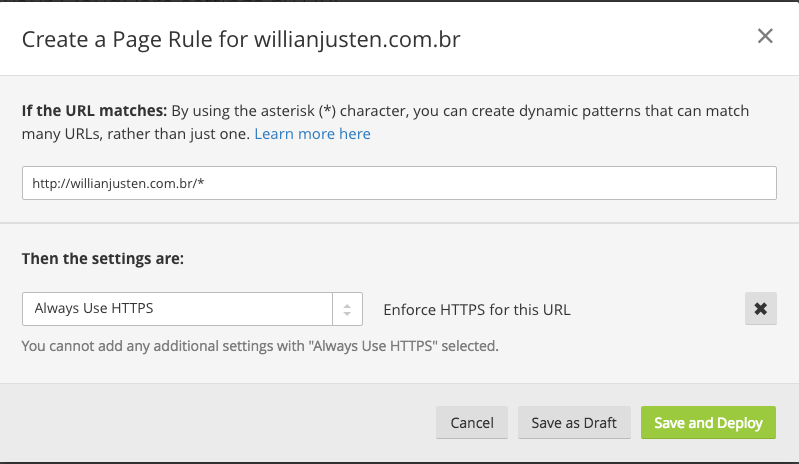 Create a Page Rule for willianjusten.com.br
If the URL matches: By using the asterisk (*) character, you can create dynamic patterns that can match
many URLs, rather than just one. Learn more here
http://willianjusten.com.br/*
Then the settings are:
Always Use HTTPS
Enforce HTTPS for this URL
You cannot add any additional settings with "Always Use HTTPS" selected.
Cancel
Save as Draft
Save and Deploy